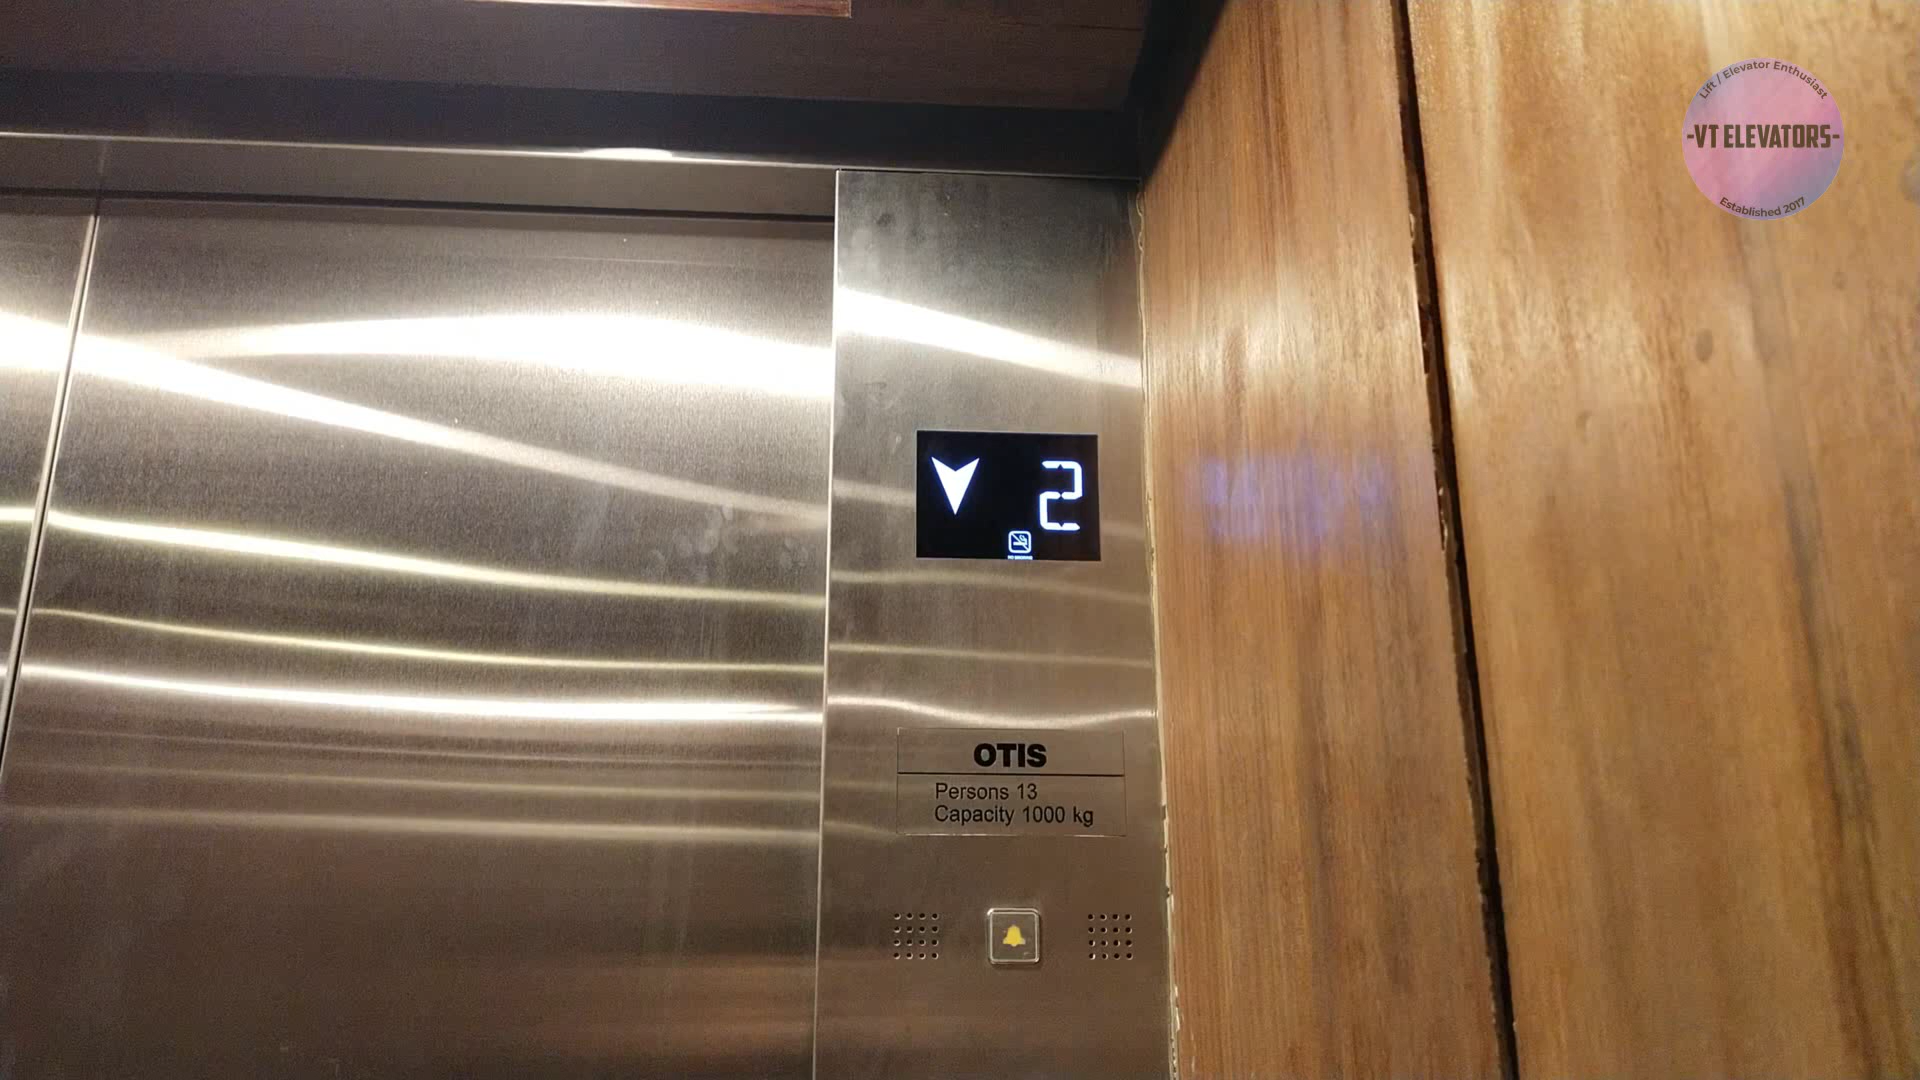 Lift / Elevator Enthusiast
-VT ELEVATORS-
Established 2017
2
OTIS
Persons 13
Capacity 1000 kg